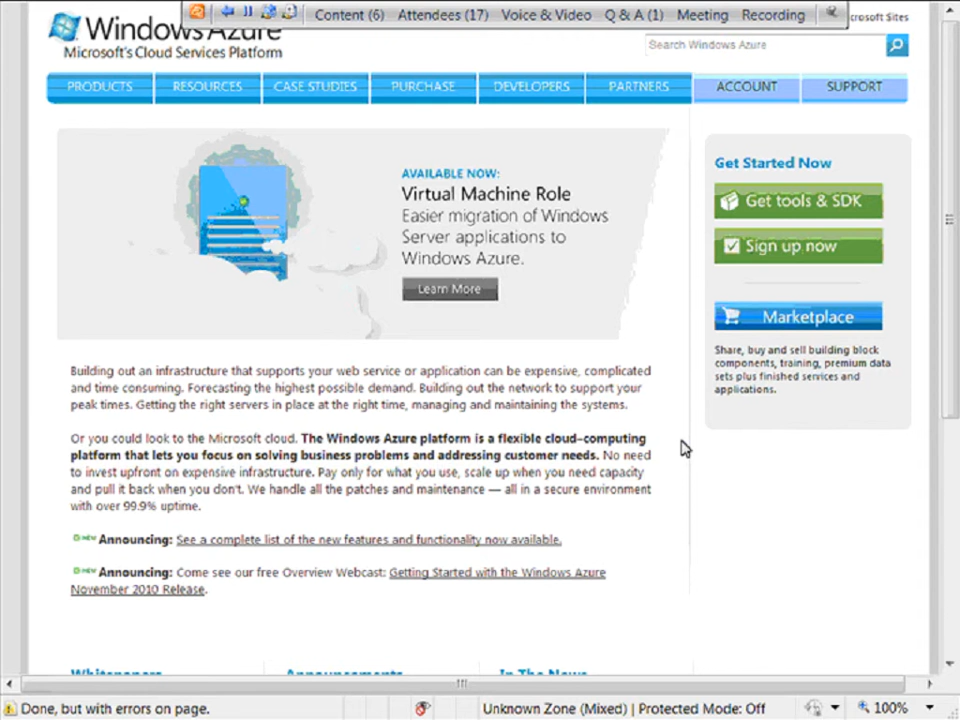 Content (6) Attendees (17) Voice & Video Q & A (1) Meeting Recording
crosoft Sites
Windows Azure
Microsoft's Cloud Services Platform
Search Windows Azure
PRODUCTS RESOURCES CASE STUDIES PURCHASE DEVELOPERS PARTNERS ACCOUNT SUPPORT
AVAILABLE NOW:
Virtual Machine Role
Easier migration of Windows
Server applications to
Windows Azure.
Learn More
Get Started Now
Get tools & SDK
Sign up now
Marketplace
Share, buy and sell building block
components, training, premium data
sets plus finished services and
applications.
Building out an infrastructure that supports your web service or application can be expensive, complicated
and time consuming. Forecasting the highest possible demand. Building out the network to support your
peak times. Getting the right servers in place at the right time, managing and maintaining the systems.
Or you could look to the Microsoft cloud. The Windows Azure platform is a flexible cloud–computing
platform that lets you focus on solving business problems and addressing customer needs. No need
to invest upfront on expensive infrastructure. Pay only for what you use, scale up when you need capacity
and pull it back when you don't. We handle all the patches and maintenance — all in a secure environment
with over 99.9% uptime.
NEW Announcing: See a complete list of the new features and functionality now available.
NEW Announcing: Come see our free Overview Webcast: Getting Started with the Windows Azure
November 2010 Release.
Whitepapers Announcements In The News
Done, but with errors on page. Unknown Zone (Mixed) | Protected Mode: Off 100%